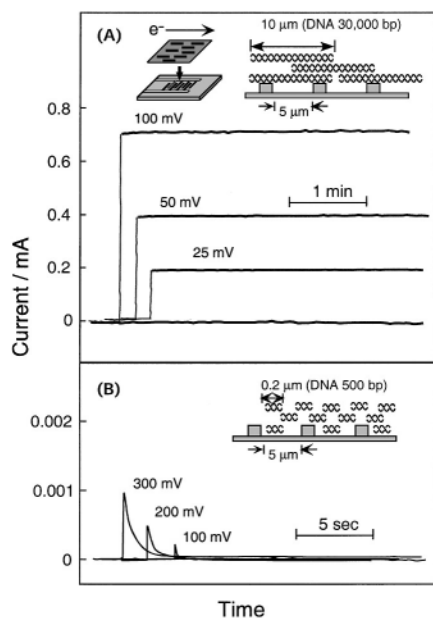 (A)
e⁻
10 μm (DNA 30,000 bp)
5 μm
0.8
100 mV
0.6
1 min
50 mV
0.4
25 mV
0.2
0
Current / mA
(B)
0.2 μm (DNA 500 bp)
0.002
5 μm
300 mV
0.001
200 mV
100 mV
5 sec
0
Time